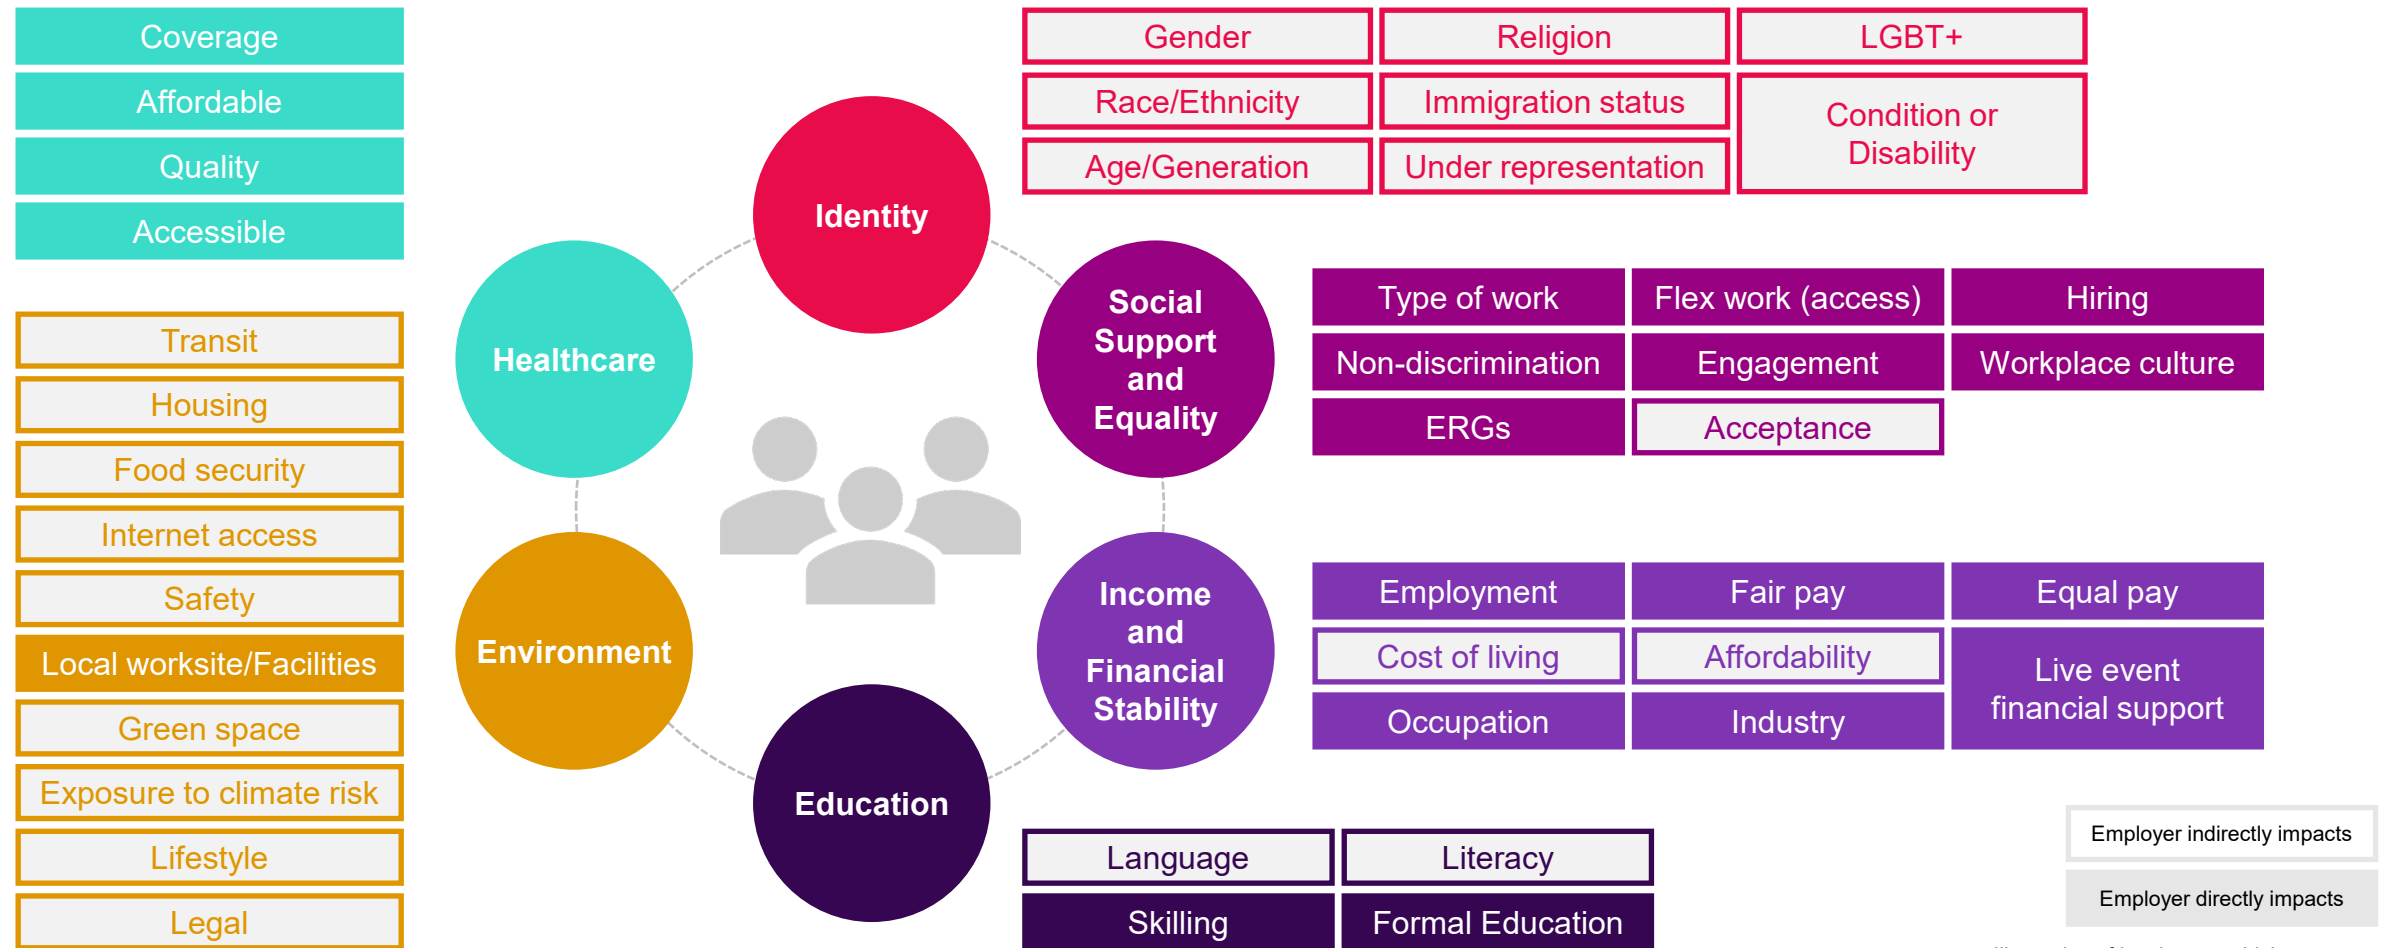 Coverage
Affordable
Quality
Accessible
Transit
Housing
Food security
Internet access
Safety
Local worksite/Facilities
Green space
Exposure to climate risk
Lifestyle
Legal
Healthcare
Environment
Identity
Education
Social
Support
and
Equality
Income
and
Financial
Stability
Gender
Religion
LGBT+
Race/Ethnicity
Immigration status
Condition or
Disability
Age/Generation
Under representation
Type of work
Flex work (access)
Hiring
Non-discrimination
Engagement
Workplace culture
ERGs
Acceptance
Employment
Fair pay
Equal pay
Cost of living
Affordability
Live event
financial support
Occupation
Industry
Language
Literacy
Skilling
Formal Education
Employer indirectly impacts
Employer directly impacts